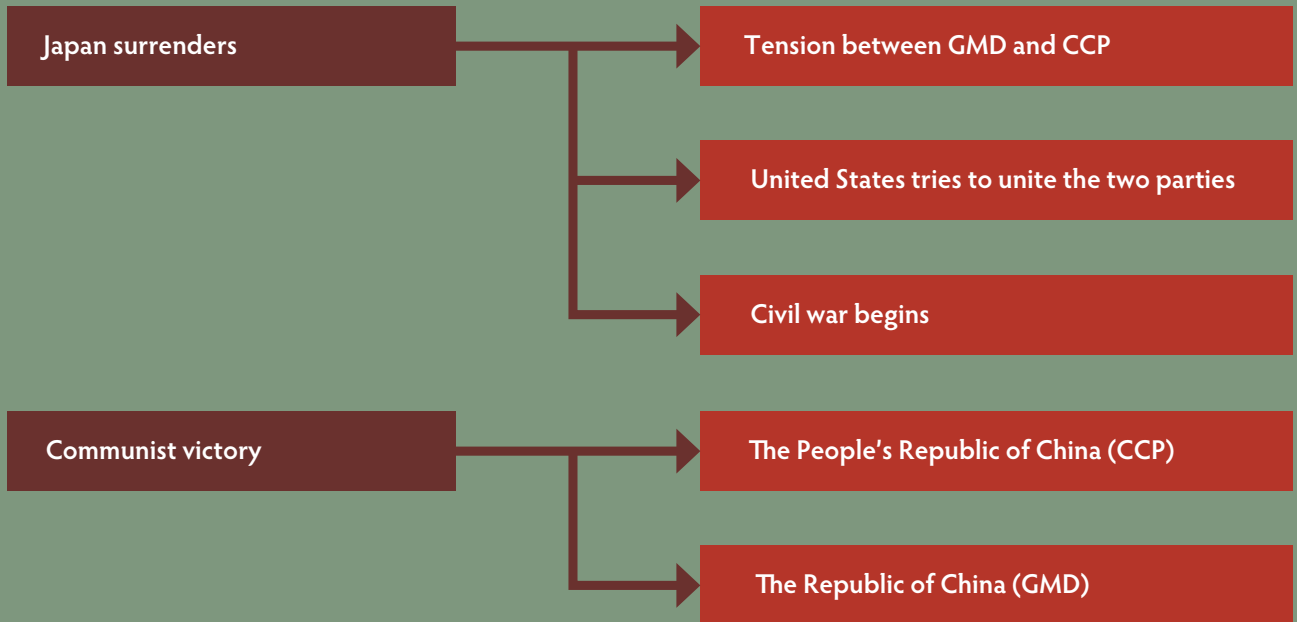 Japan surrenders
Tension between GMD and CCP
United States tries to unite the two parties
Civil war begins
Communist victory
The People's Republic of China (CCP)
The Republic of China (GMD)